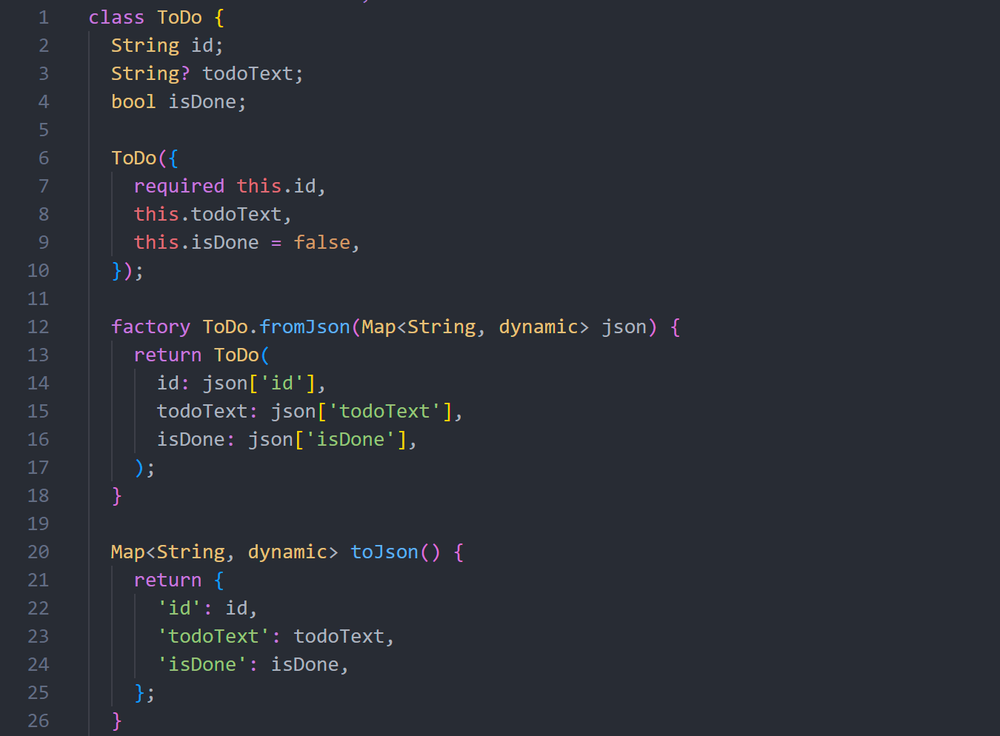 1 class ToDo {
2 String id;
3 String? todoText;
4 bool isDone;
5
6 ToDo({
7 required this.id,
8 this.todoText,
9 this.isDone = false,
10 });
11
12 factory ToDo.fromJson(Map<String, dynamic> json) {
13 return ToDo(
14 id: json['id'],
15 todoText: json['todoText'],
16 isDone: json['isDone'],
17 );
18 }
19
20 Map<String, dynamic> toJson() {
21 return {
22 'id': id,
23 'todoText': todoText,
24 'isDone': isDone,
25 };
26 }